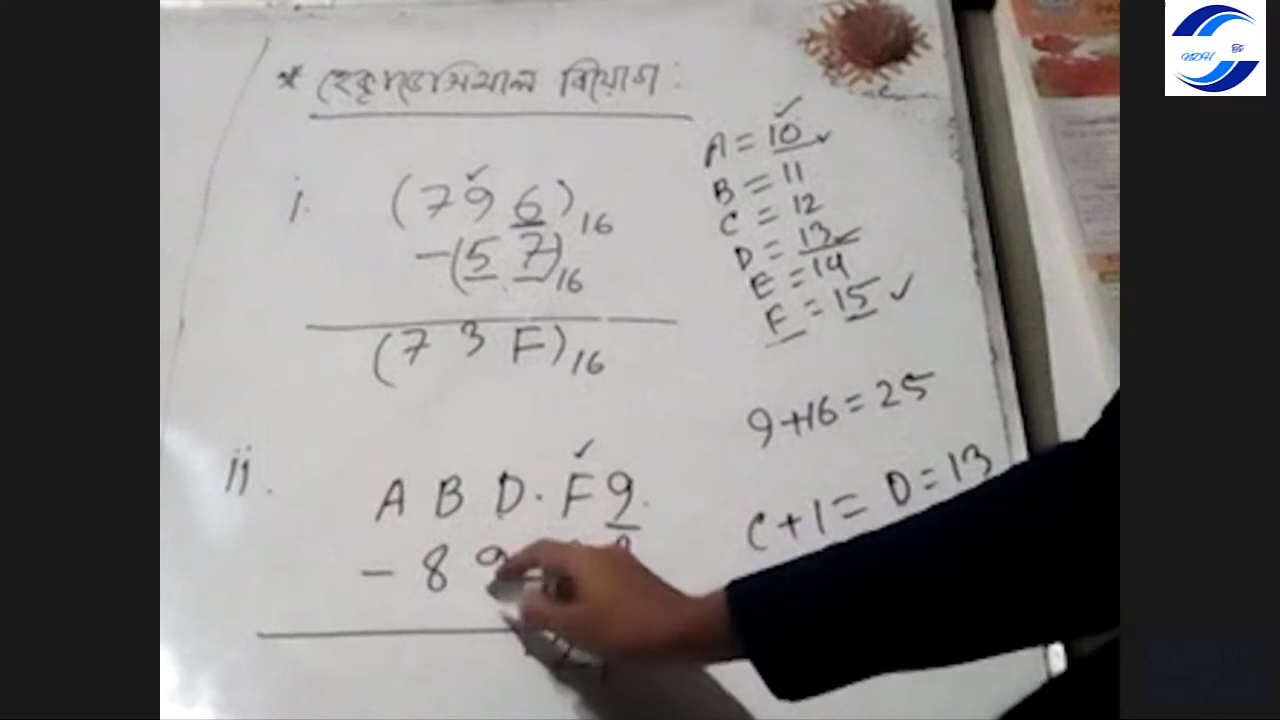 * হেক্সাডেসিমাল বিয়োগ :
i. (7 9 6)16
-(5 7)16
(7 3 F)16
A = 10
B = 11
C = 12
D = 13
E = 14
F = 15
9+16=25
C+1= D=13
ii. A B D . F 9
- 8 9
NDH